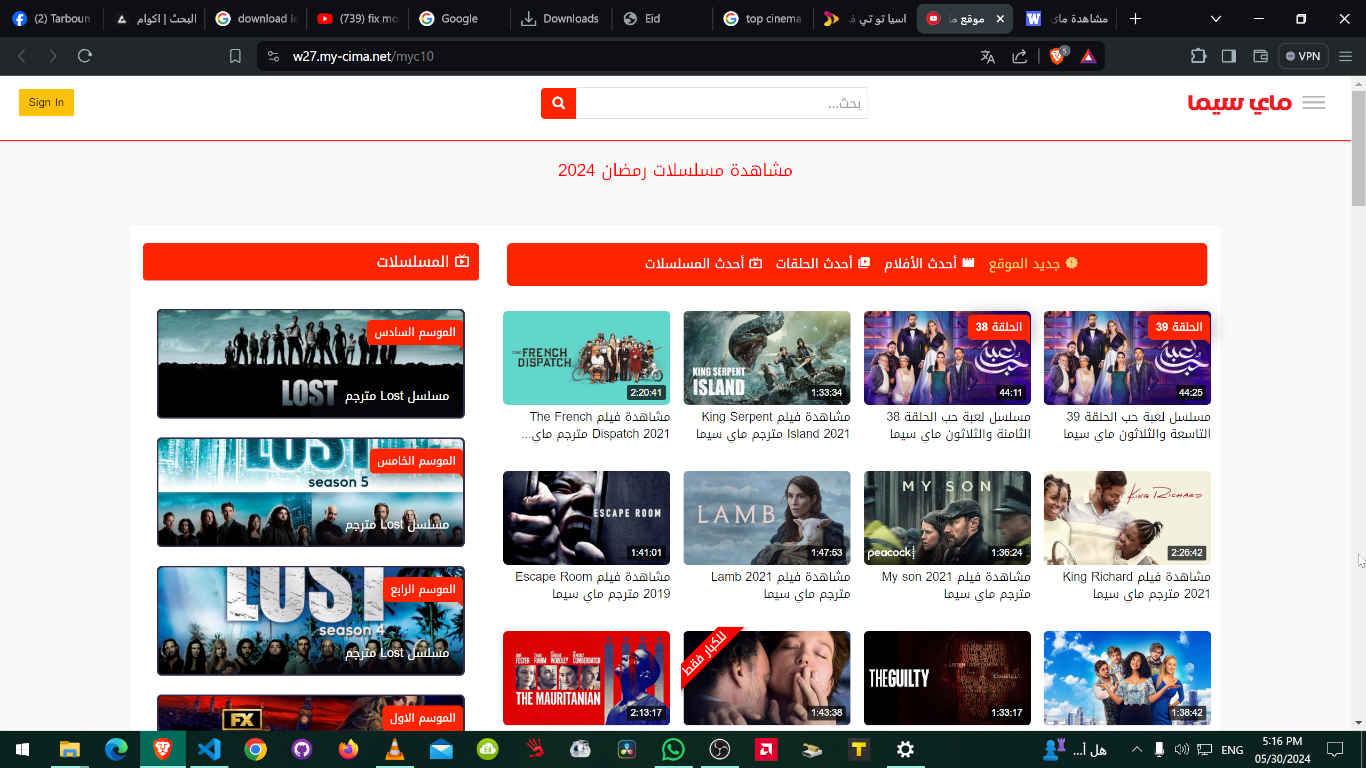 (2) Tarboun
البحث | اكوام
download le
(739) fix mo
Google
Downloads
Eid
top cinema
اسيا تو تي ف
موقع ما
مشاهدة ماي
w27.my-cima.net/myc10
5
VPN
Sign In
بحث...
ماي سيما
مشاهدة مسلسلات رمضان 2024
جديد الموقع
أحدث الأفلام
أحدث الحلقات
أحدث المسلسلات
المسلسلات
الحلقة 39
44:25
مسلسل لعبة حب الحلقة 39
التاسعة والثلاثون ماي سيما
الحلقة 38
44:11
مسلسل لعبة حب الحلقة 38
الثامنة والثلاثون ماي سيما
KING SERPENT
ISLAND
1:33:34
مشاهدة فيلم King Serpent
Island 2021 مترجم ماي سيما
THE FRENCH
DISPATCH
2:20:41
مشاهدة فيلم The French
Dispatch 2021 مترجم ماي...
King Richard
2:26:42
مشاهدة فيلم King Richard
2021 مترجم ماي سيما
MY SON
peacock
1:36:24
مشاهدة فيلم My son 2021
مترجم ماي سيما
LAMB
1:47:53
مشاهدة فيلم Lamb 2021
مترجم ماي سيما
ESCAPE ROOM
1:41:01
مشاهدة فيلم Escape Room
2019 مترجم ماي سيما
1:38:42
THE GUILTY
1:33:17
للكبار فقط
1:43:38
THE MAURITANIAN
2:13:17
الموسم السادس
LOST
مسلسل Lost مترجم
الموسم الخامس
LOST
season 5
مسلسل Lost مترجم
الموسم الرابع
LOST
season 4
مسلسل Lost مترجم
الموسم الاول
FX
هل أ...
ENG
5:16 PM
05/30/2024